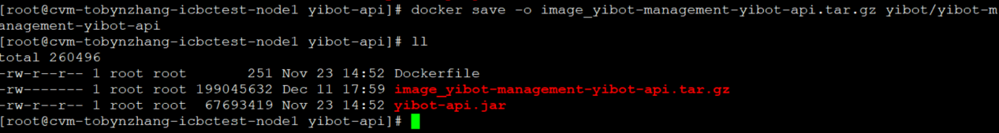 [root@cvm-tobynzhang-icbctest-node1 yibot-api]# docker save -o image_yibot-management-yibot-api.tar.gz yibot/yibot-m
anagement-yibot-api
[root@cvm-tobynzhang-icbctest-node1 yibot-api]# ll
total 260496
-rw-r--r-- 1 root root       251 Nov 23 14:52 Dockerfile
-rw------- 1 root root 199045632 Dec 11 17:59 image_yibot-management-yibot-api.tar.gz
-rw-r--r-- 1 root root  67693419 Nov 23 14:52 yibot-api.jar
[root@cvm-tobynzhang-icbctest-node1 yibot-api]#